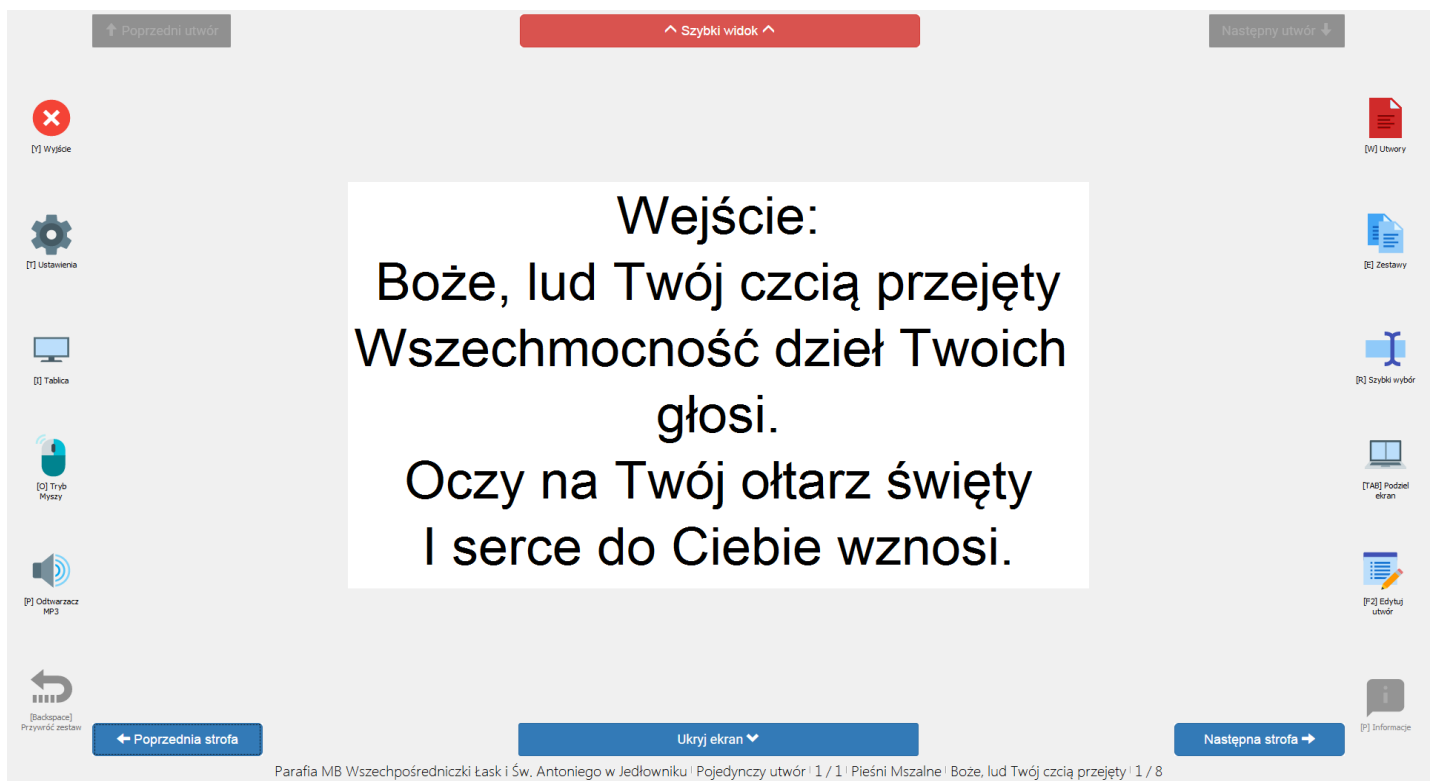 Poprzedni utwór
Szybki widok
Następny utwór
[Y] Wyjście
[T] Ustawienia
[I] Tablica
[O] Tryb
Myszy
[P] Odtwarzacz
MP3
[Backspace]
Przywróć zestaw
Wejście:
Boże, lud Twój czcią przejęty
Wszechmocność dzieł Twoich
głosi.
Oczy na Twój ołtarz święty
I serce do Ciebie wznosi.
[W] Utwory
[E] Zestawy
[R] Szybki wybór
[TAB] Podziel
ekran
[F2] Edytuj
utwór
[P] Informacje
Poprzednia strofa
Ukryj ekran
Następna strofa
Parafia MB Wszechpośredniczki Łask i Św. Antoniego w Jedłowniku | Pojedynczy utwór | 1 / 1 | Pieśni Mszalne | Boże, lud Twój czcią przejęty | 1 / 8